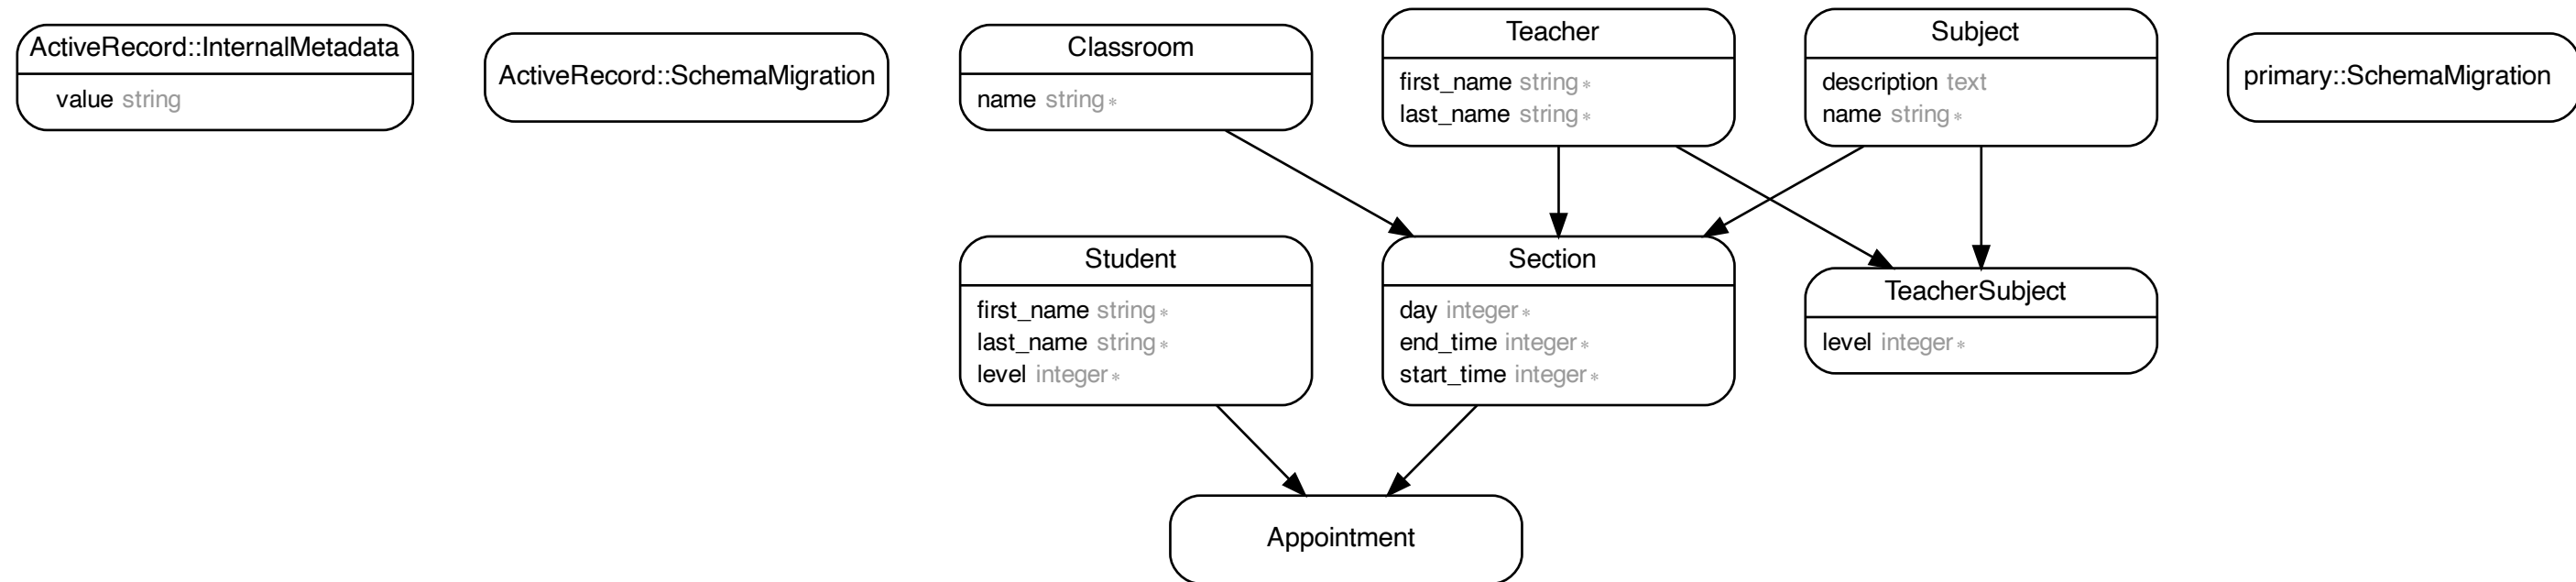 ActiveRecord::InternalMetadata
value string
ActiveRecord::SchemaMigration
Classroom
name string *
Teacher
first_name string *
last_name string *
Subject
description text
name string *
primary::SchemaMigration
Student
first_name string *
last_name string *
level integer *
Section
day integer *
end_time integer *
start_time integer *
TeacherSubject
level integer *
Appointment